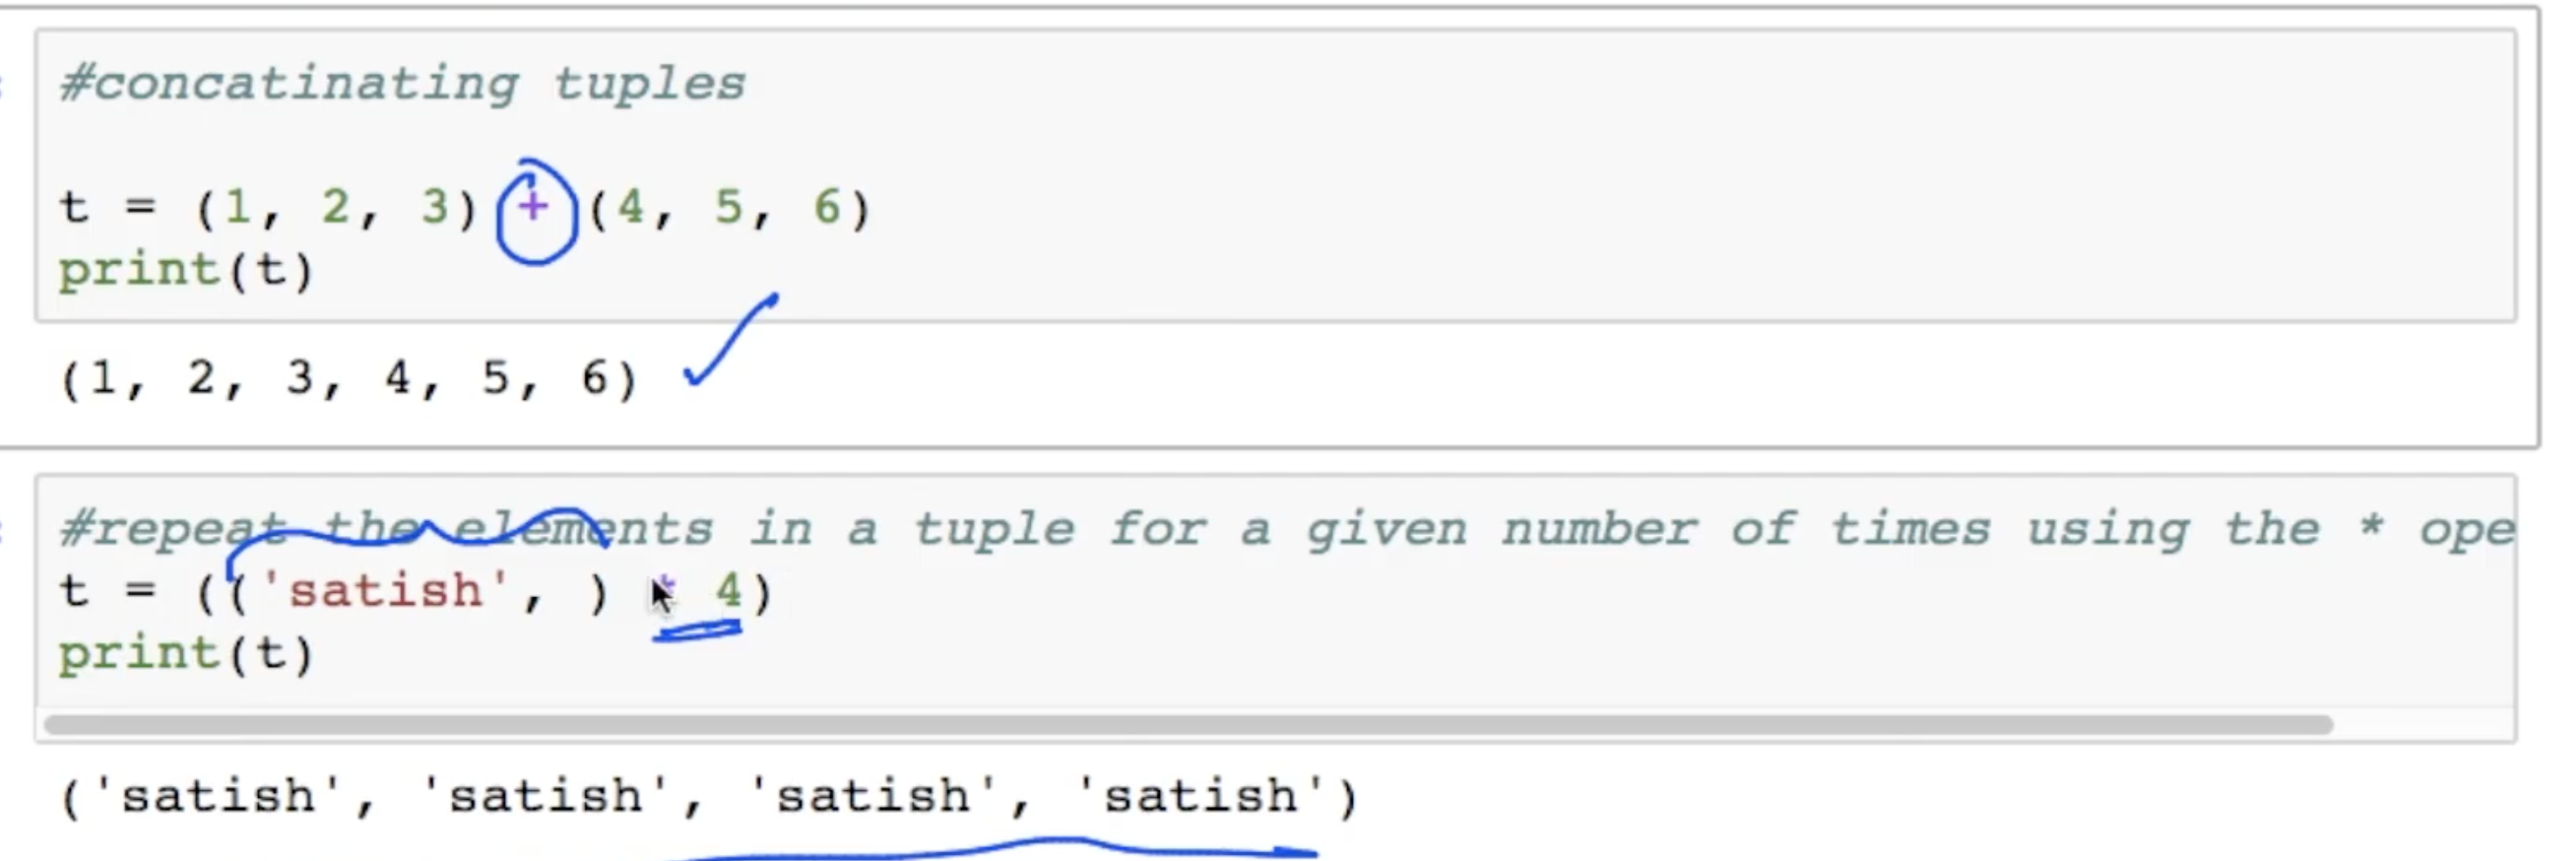 #concatinating tuples
t = (1, 2, 3) + (4, 5, 6)
print(t)
(1, 2, 3, 4, 5, 6)
#repeat the elements in a tuple for a given number of times using the * ope
t = (('satish', ) * 4)
print(t)
('satish', 'satish', 'satish', 'satish')